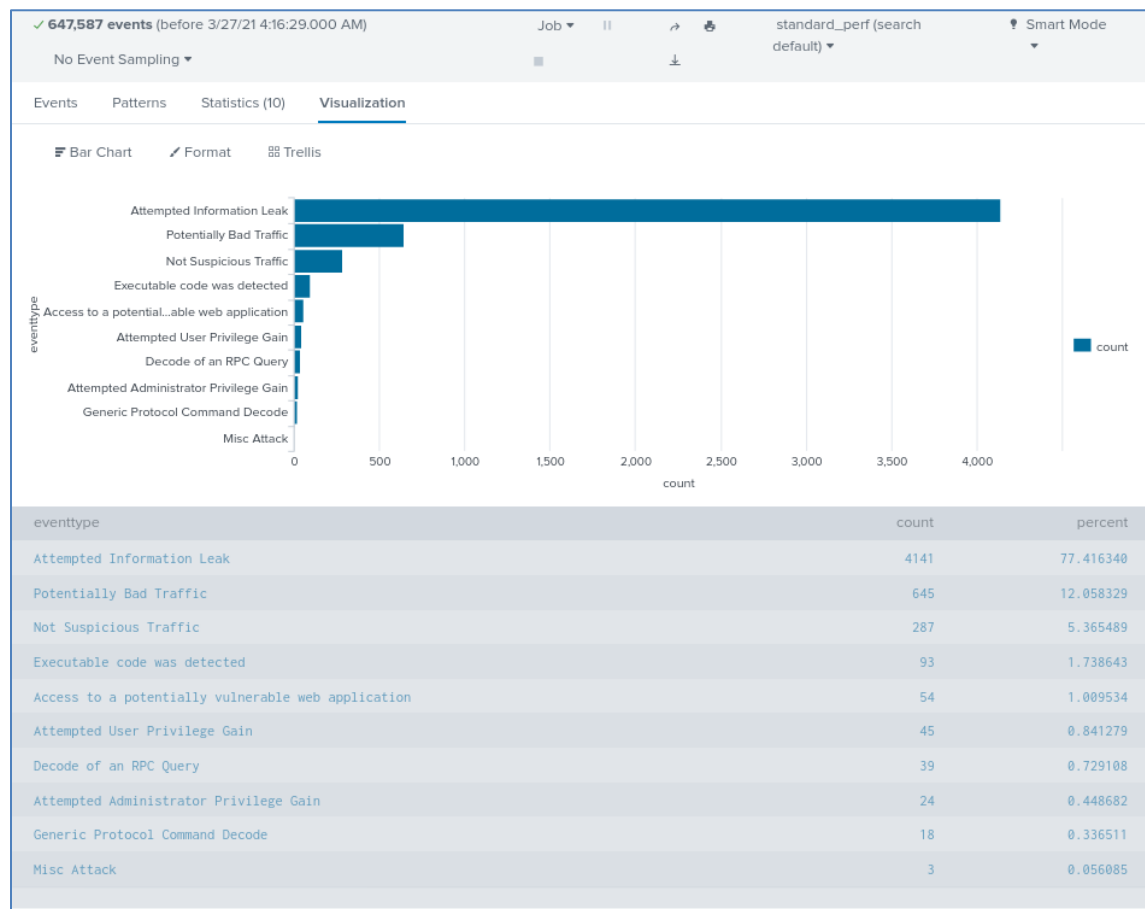 647,587 events (before 3/27/21 4:16:29.000 AM)
Job
standard_perf (search default)
Smart Mode
No Event Sampling
Events Patterns Statistics (10) Visualization
Bar Chart Format Trellis
eventtype
Attempted Information Leak
Potentially Bad Traffic
Not Suspicious Traffic
Executable code was detected
Access to a potential...able web application
Attempted User Privilege Gain
Decode of an RPC Query
Attempted Administrator Privilege Gain
Generic Protocol Command Decode
Misc Attack
0 500 1,000 1,500 2,000 2,500 3,000 3,500 4,000
count
count
eventtype count percent
Attempted Information Leak 4141 77.416340
Potentially Bad Traffic 645 12.058329
Not Suspicious Traffic 287 5.365489
Executable code was detected 93 1.738643
Access to a potentially vulnerable web application 54 1.009534
Attempted User Privilege Gain 45 0.841279
Decode of an RPC Query 39 0.729108
Attempted Administrator Privilege Gain 24 0.448682
Generic Protocol Command Decode 18 0.336511
Misc Attack 3 0.056085